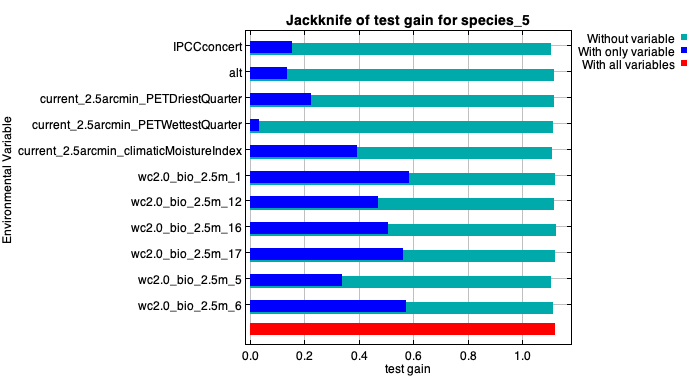 Jackknife of test gain for species_5
Without variable
With only variable
With all variables
Environmental Variable
IPCCconcert
alt
current_2.5arcmin_PETDriestQuarter
current_2.5arcmin_PETWettestQuarter
current_2.5arcmin_climaticMoistureIndex
wc2.0_bio_2.5m_1
wc2.0_bio_2.5m_12
wc2.0_bio_2.5m_16
wc2.0_bio_2.5m_17
wc2.0_bio_2.5m_5
wc2.0_bio_2.5m_6
0.0 0.2 0.4 0.6 0.8 1.0
test gain